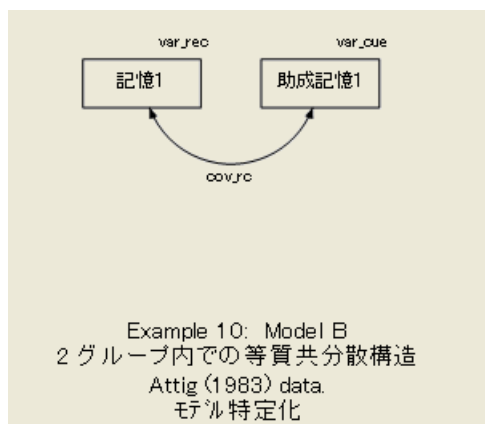 var_rec var_cue
記憶1 助成記憶1
cov_rc
Example 10: Model B
2 グループ内での等質共分散構造
Attig (1983) data.
モデル特定化